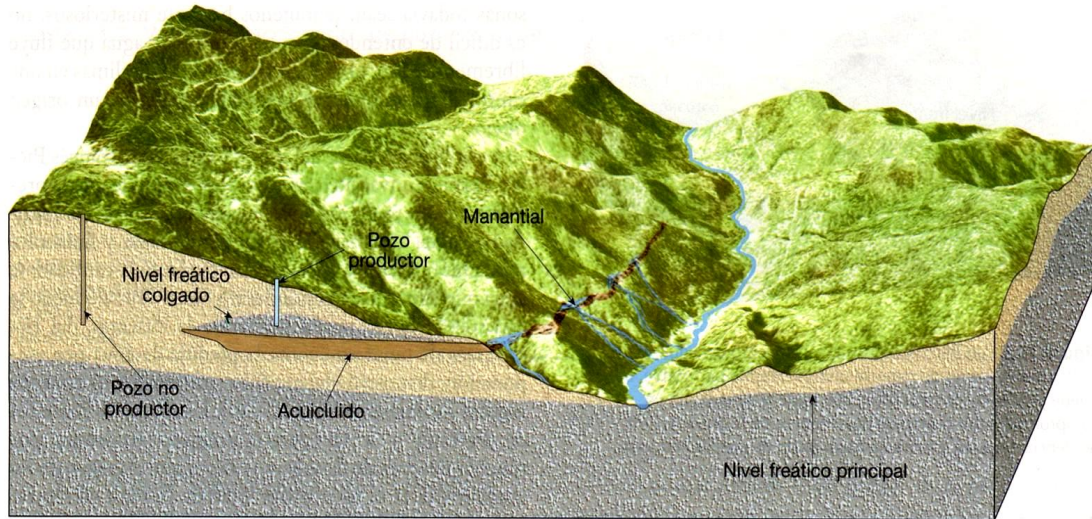 Manantial
Pozo
productor
Nivel freático
colgado
Pozo no
productor
Acuicluido
Nivel freático principal